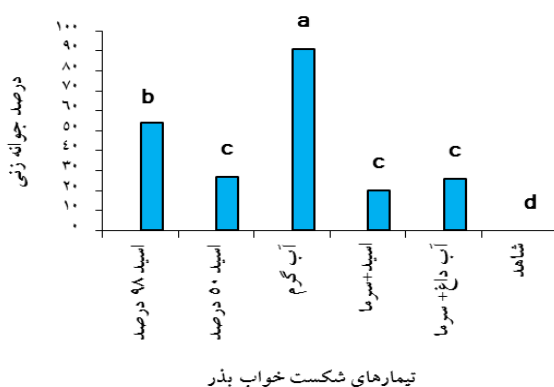 درصد جوانه زنی
۱۰۰
۹۰
۸۰
۷۰
۶۰
۵۰
۴۰
۳۰
۲۰
۱۰
۰
b
c
a
c
c
d
اسید ۹۸ درصد
اسید ۵۰ درصد
آب گرم
اسید+سرما
آب داغ+سرما
شاهد
تیمارهای شکست خواب بذر